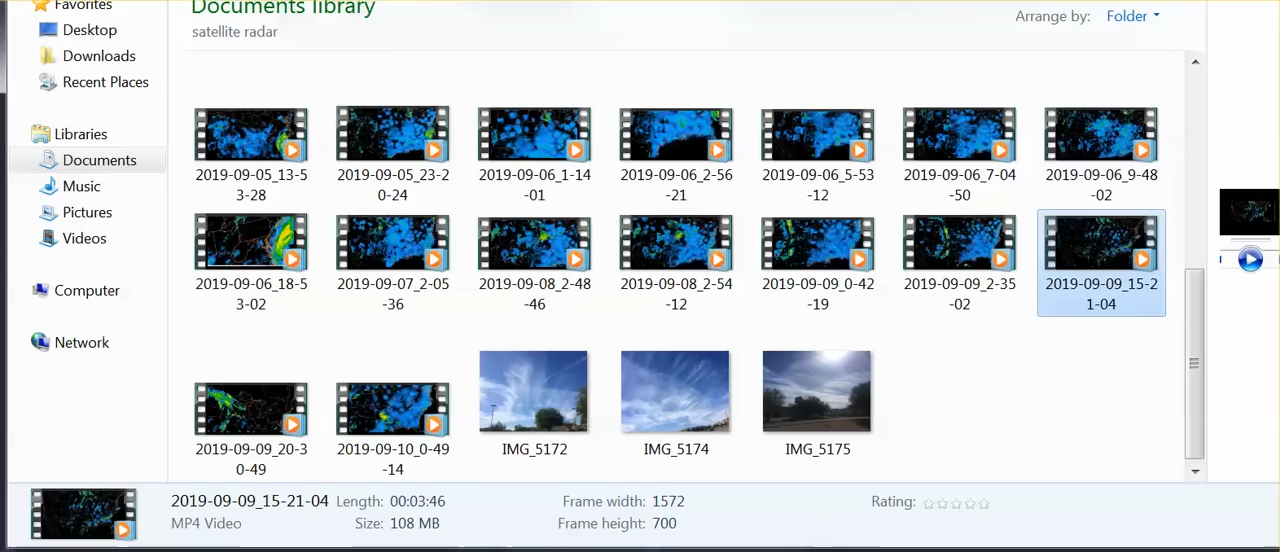 Favorites
Desktop
Downloads
Recent Places
Libraries
Documents
Music
Pictures
Videos
Computer
Network
Documents library
satellite radar
Arrange by: Folder
2019-09-05_13-5
3-28
2019-09-05_23-2
0-24
2019-09-06_1-14
-01
2019-09-06_2-56
-21
2019-09-06_5-53
-12
2019-09-06_7-04
-50
2019-09-06_9-48
-02
2019-09-06_18-5
3-02
2019-09-07_2-05
-36
2019-09-08_2-48
-46
2019-09-08_2-54
-12
2019-09-09_0-42
-19
2019-09-09_2-35
-02
2019-09-09_15-2
1-04
2019-09-09_20-3
0-49
2019-09-10_0-49
-14
IMG_5172
IMG_5174
IMG_5175
2019-09-09_15-21-04 Length: 00:03:46 Frame width: 1572 Rating:
MP4 Video Size: 108 MB Frame height: 700